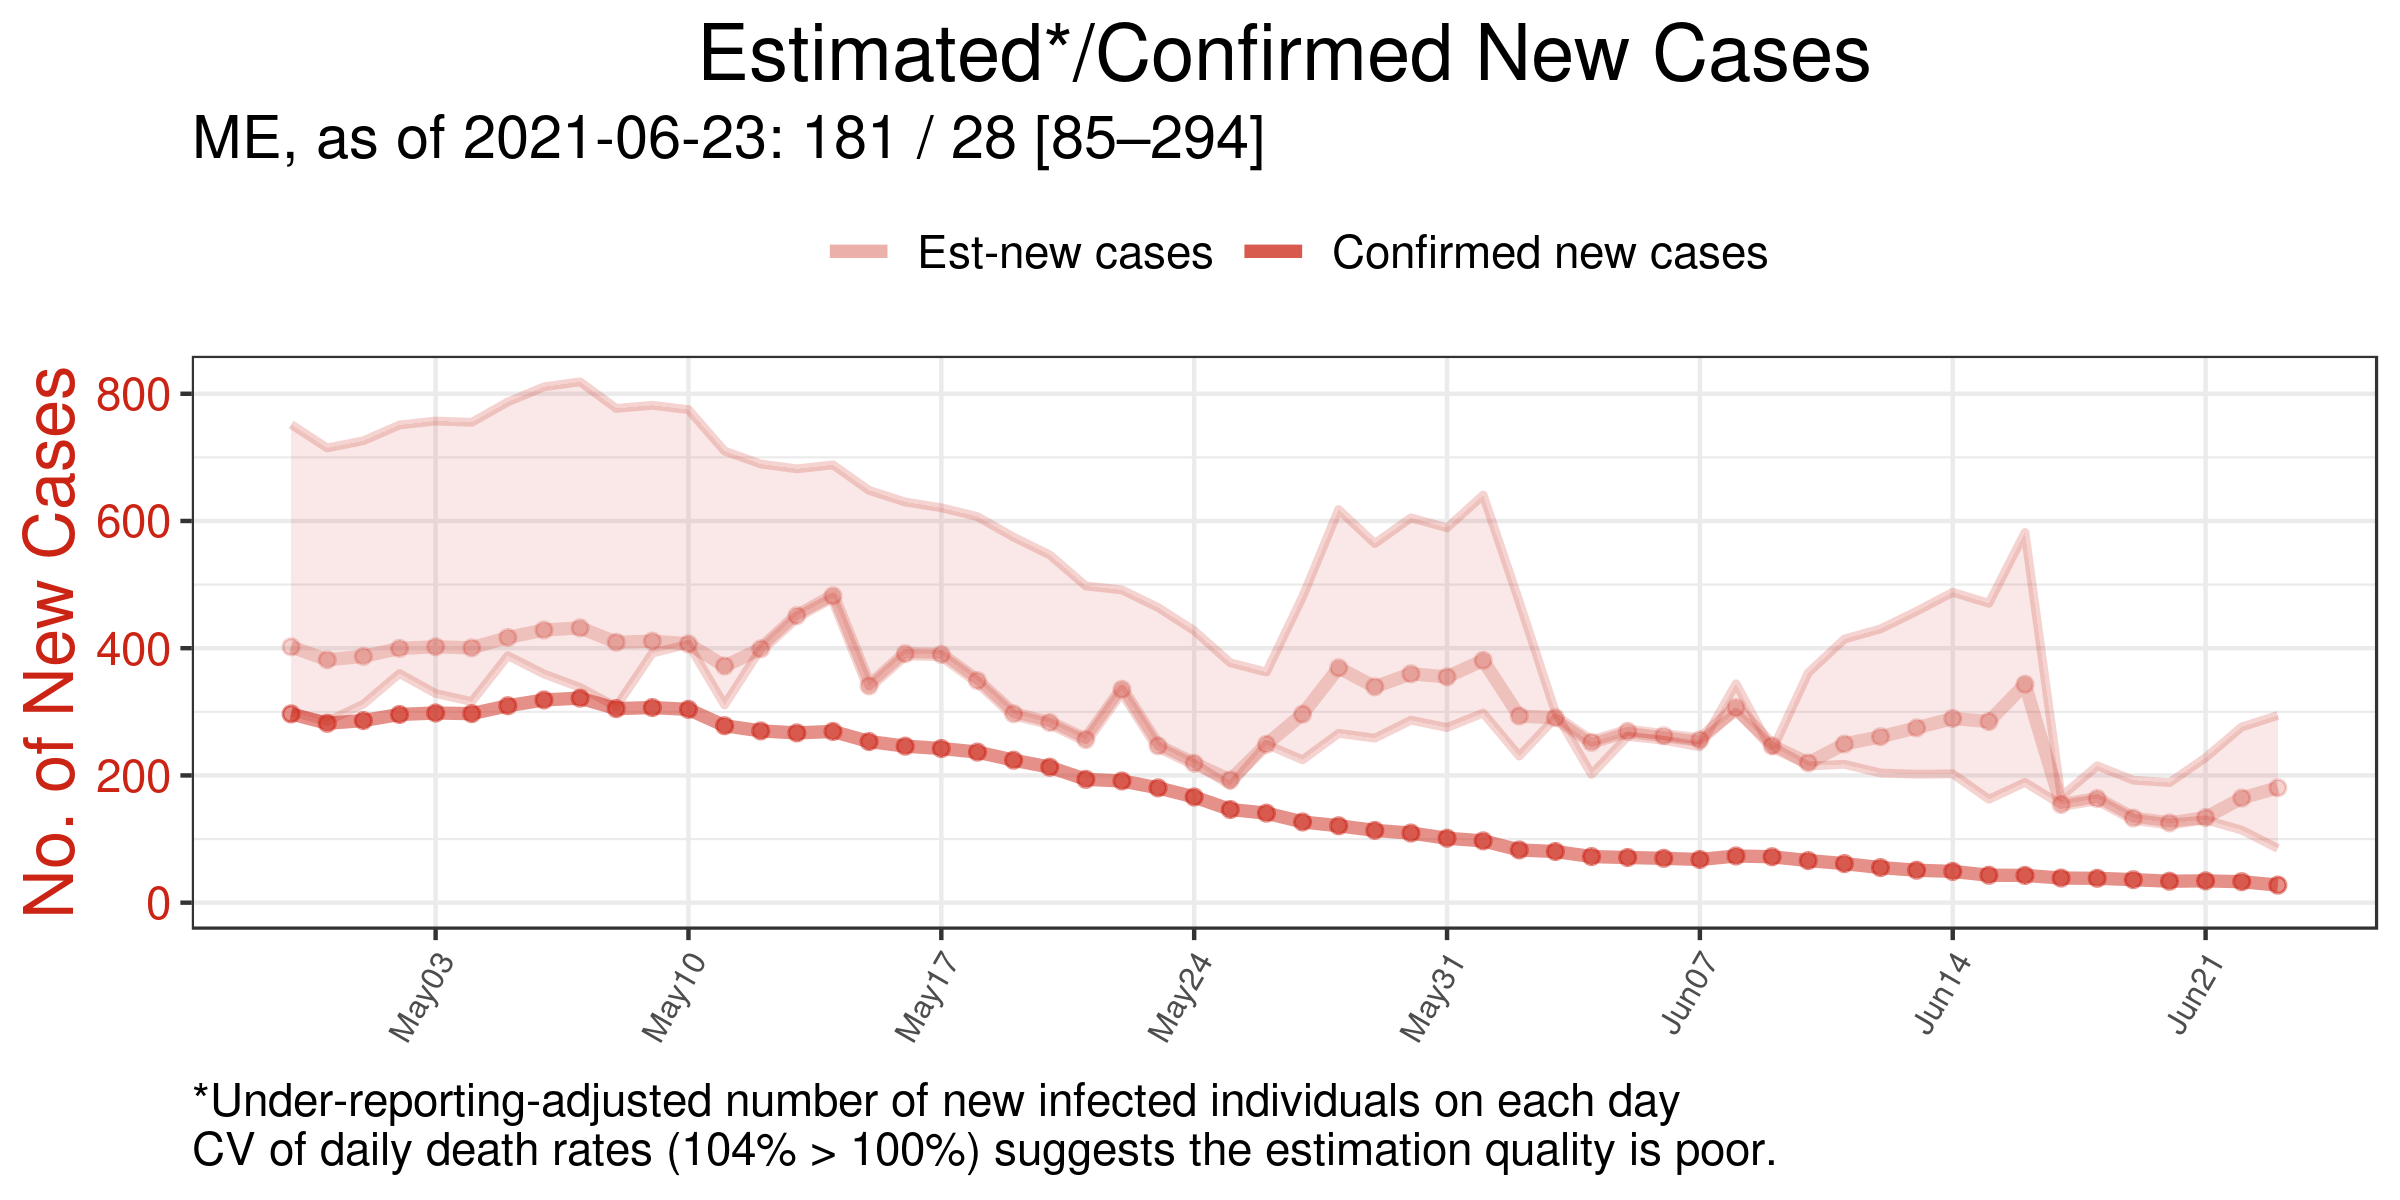 Estimated*/Confirmed New Cases
ME, as of 2021-06-23: 181 / 28 [85–294]
Est-new cases
Confirmed new cases
No. of New Cases
800
600
400
200
0
May03
May10
May17
May24
May31
Jun07
Jun14
Jun21
*Under-reporting-adjusted number of new infected individuals on each day
CV of daily death rates (104% > 100%) suggests the estimation quality is poor.